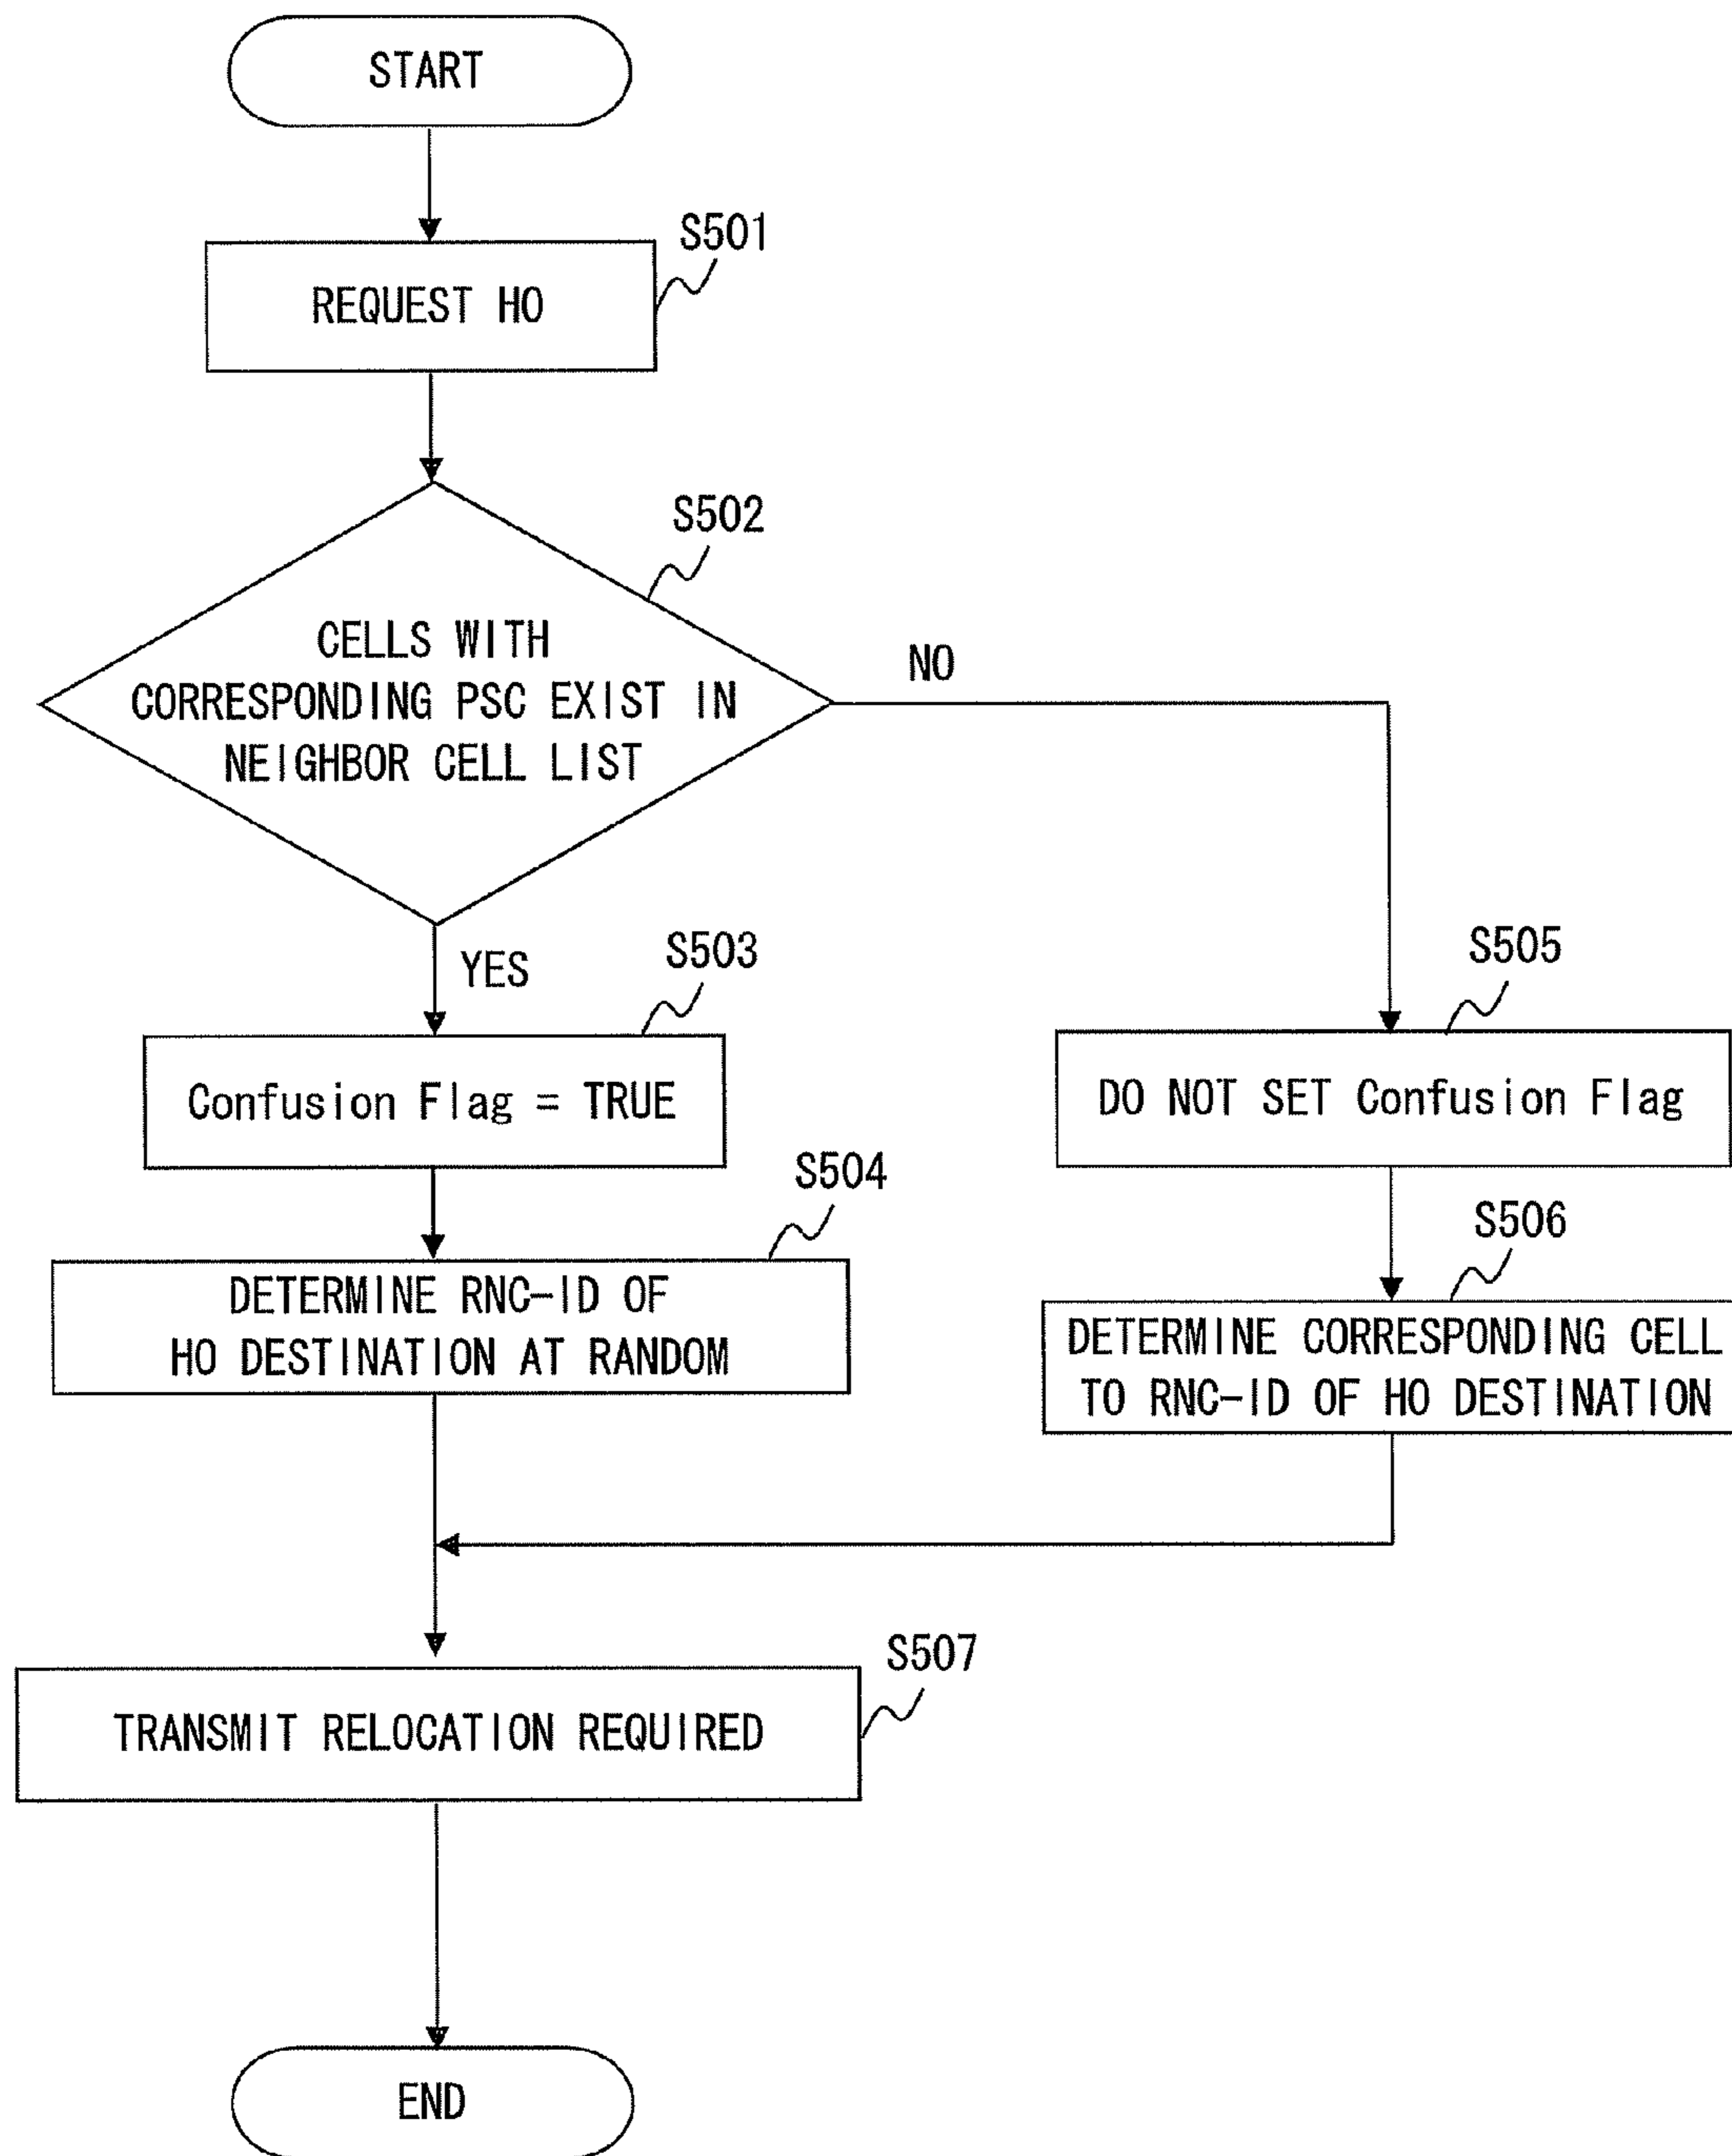 START
S501
REQUEST HO
S502
CELLS WITH
CORRESPONDING PSC EXIST IN
NEIGHBOR CELL LIST
NO
YES
S503
Confusion Flag = TRUE
S505
DO NOT SET Confusion Flag
S504
DETERMINE RNC-ID OF
HO DESTINATION AT RANDOM
S506
DETERMINE CORRESPONDING CELL
TO RNC-ID OF HO DESTINATION
S507
TRANSMIT RELOCATION REQUIRED
END